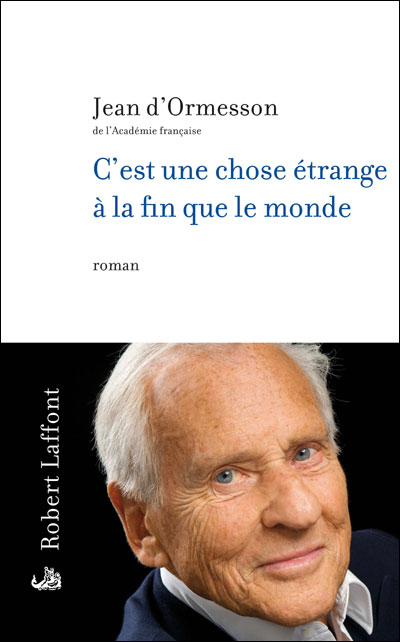 Jean d’Ormesson
de l’Académie française
C’est une chose étrange
à la fin que le monde
roman
Robert Laffont